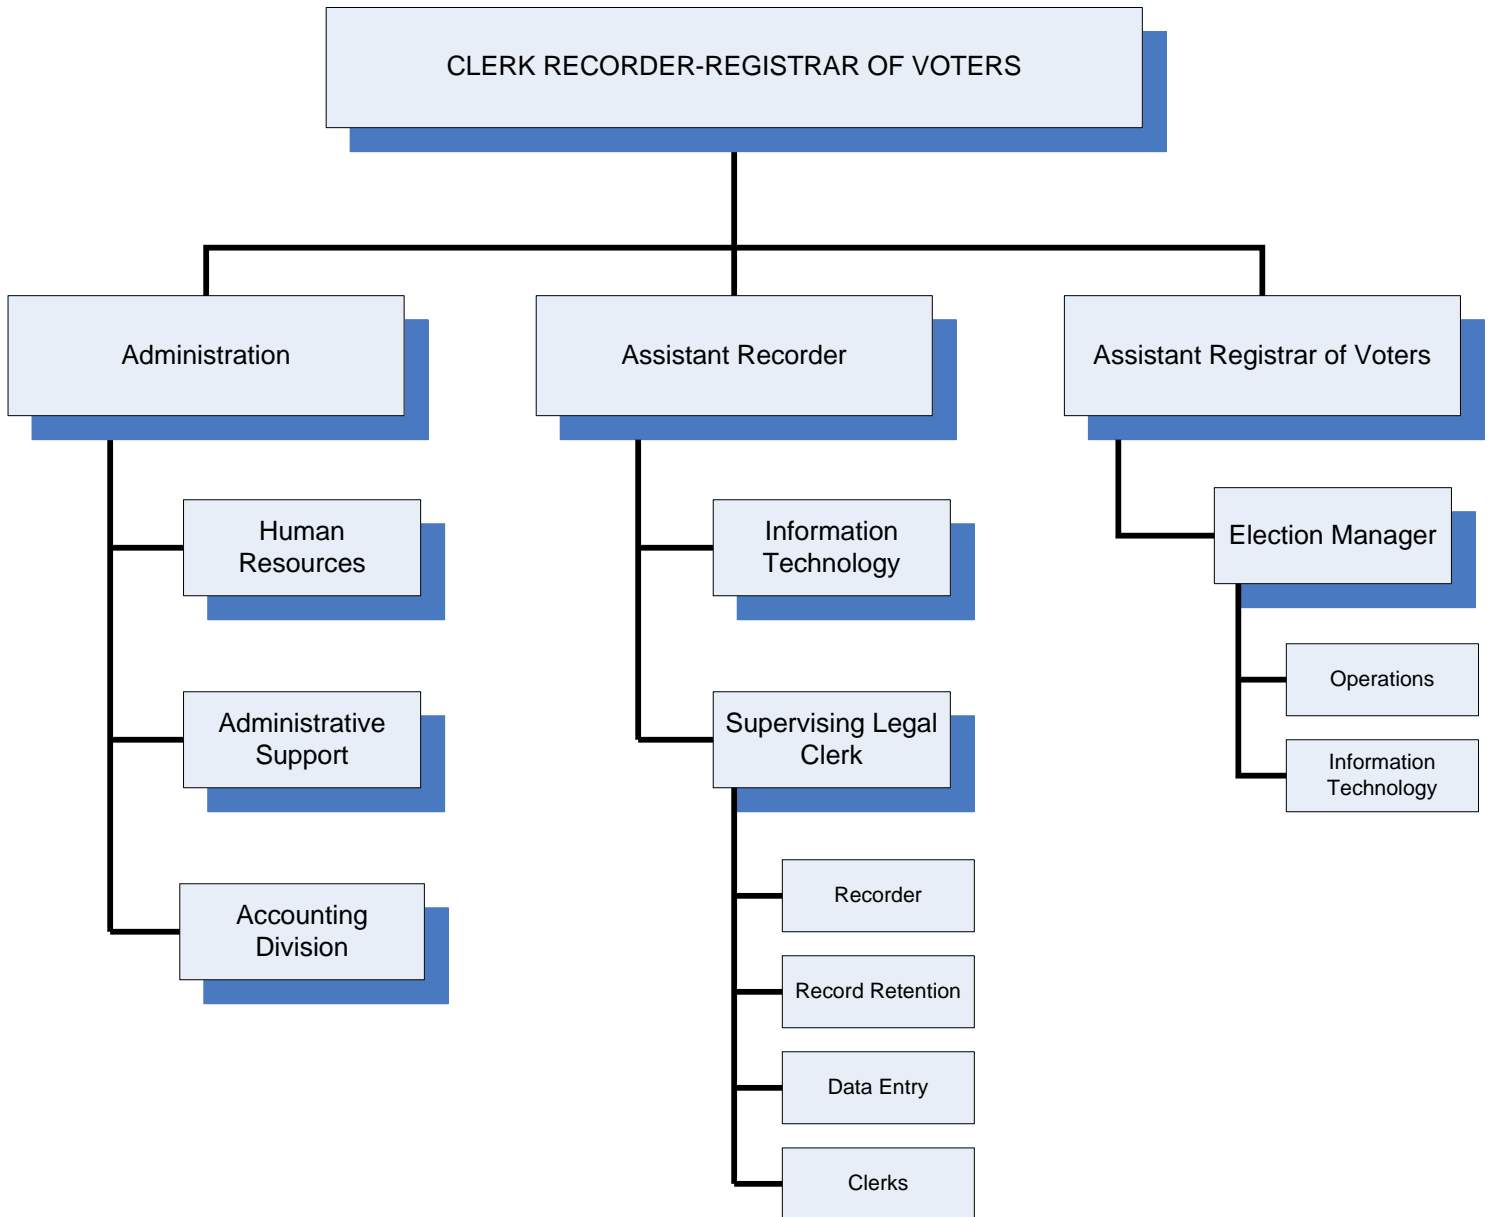 CLERK RECORDER-REGISTRAR OF VOTERS
Administration
Assistant Recorder
Assistant Registrar of Voters
Human
Resources
Administrative
Support
Accounting
Division
Information
Technology
Supervising Legal
Clerk
Recorder
Record Retention
Data Entry
Clerks
Election Manager
Operations
Information
Technology